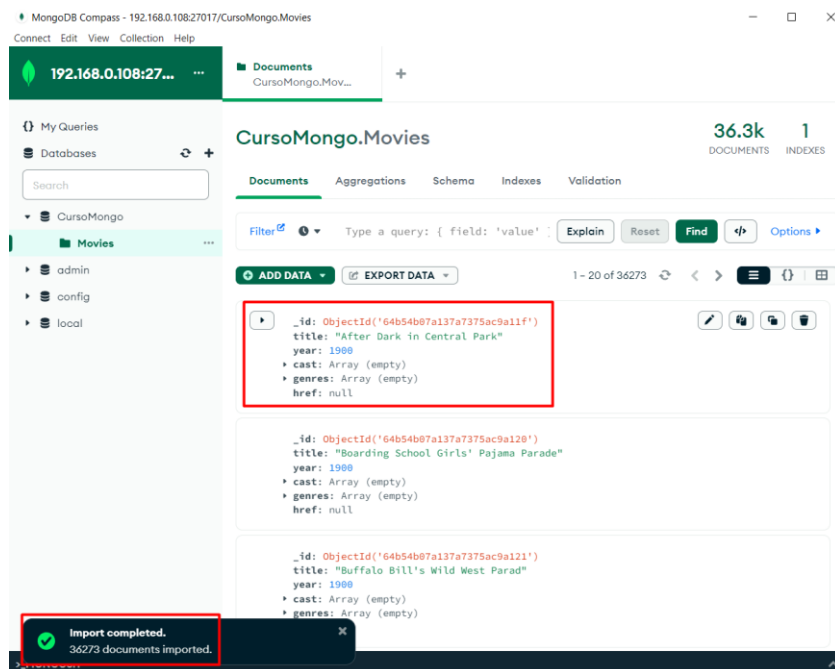 MongoDB Compass - 192.168.0.108:27017/CursoMongo.Movies
Connect Edit View Collection Help
192.168.0.108:27... ...
Documents
CursoMongo.Mov...
{} My Queries
Databases
Search
CursoMongo
Movies ...
admin
config
local
CursoMongo.Movies
36.3k
DOCUMENTS
1
INDEXES
Documents Aggregations Schema Indexes Validation
Filter Type a query: { field: 'value' Explain Reset Find </> Options
ADD DATA EXPORT DATA 1 – 20 of 36273 {}
_id: ObjectId('64b54b07a137a7375ac9a11f')
title: "After Dark in Central Park"
year: 1900
cast: Array (empty)
genres: Array (empty)
href: null
_id: ObjectId('64b54b07a137a7375ac9a120')
title: "Boarding School Girls' Pajama Parade"
year: 1900
cast: Array (empty)
genres: Array (empty)
href: null
_id: ObjectId('64b54b07a137a7375ac9a121')
title: "Buffalo Bill's Wild West Parad"
year: 1900
cast: Array (empty)
genres: Array (empty)
Import completed.
36273 documents imported.